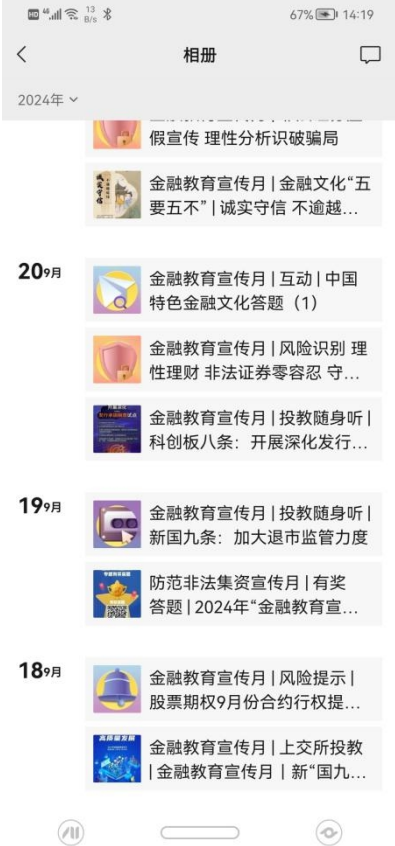 HD 4G 13 B/s 67% 14:19
相册
2024年
假宣传 理性分析识破骗局
金融教育宣传月 | 金融文化“五
要五不” | 诚实守信 不逾越...
20 9月
金融教育宣传月 | 互动 | 中国
特色金融文化答题（1）
金融教育宣传月 | 风险识别 理
性理财 非法证券零容忍 守...
金融教育宣传月 | 投教随身听 |
科创板八条：开展深化发行...
19 9月
金融教育宣传月 | 投教随身听 |
新国九条：加大退市监管力度
防范非法集资宣传月 | 有奖
答题 | 2024年“金融教育宣...
18 9月
金融教育宣传月 | 风险提示 |
股票期权9月份合约行权提...
高质量发展
金融教育宣传月 | 上交所投教
| 金融教育宣传月 | 新“国九...